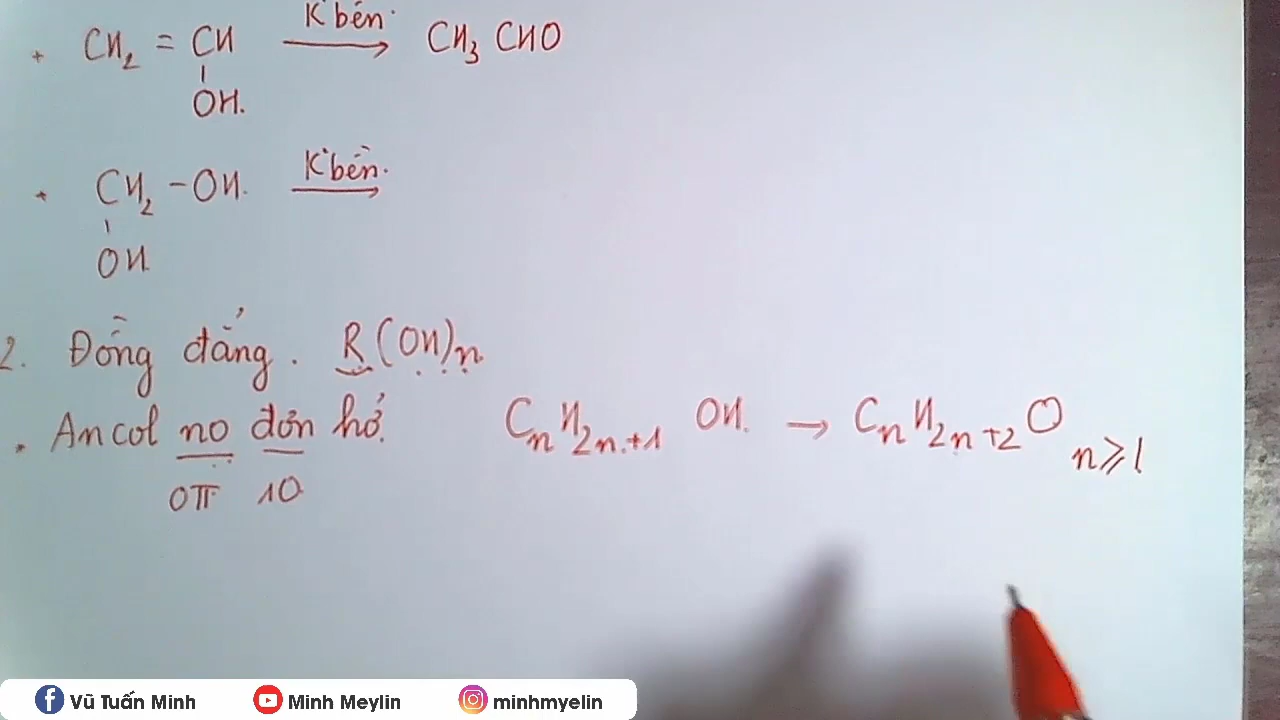 K bền.
+ CH2 = CH → CH3 CHO
OH.
K bền.
+ CH2 - OH. →
OH
2. Đồng đẳng. R(OH)n
. Ancol no đơn hở. CnH2n+1 OH. → CnH2n+2O n⩾1
0π 1O
Vũ Tuấn Minh Minh Meylin minhmyelin